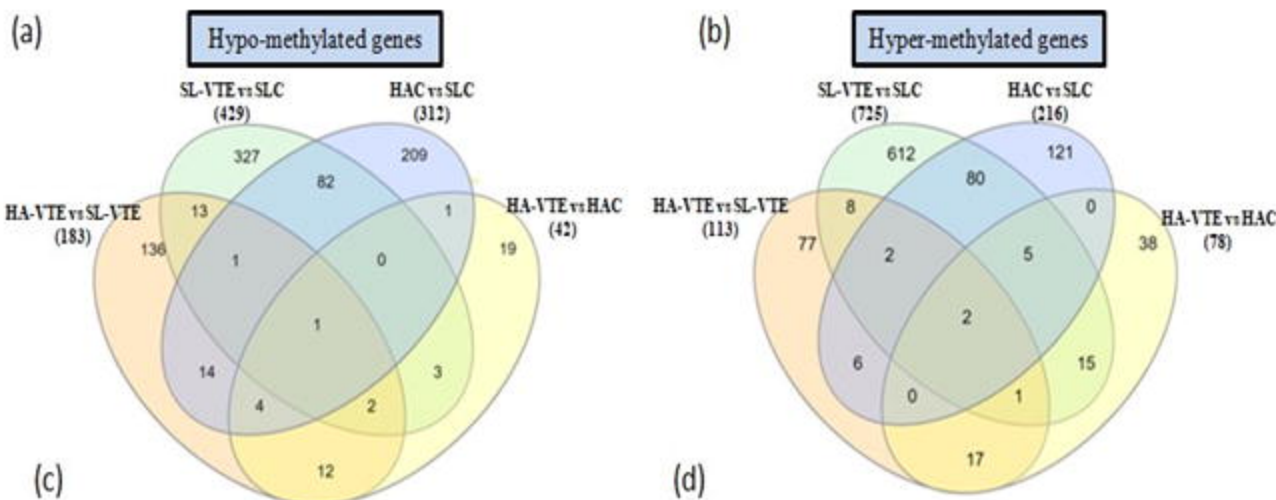 (a)
Hypo-methylated genes
SL-VTE vs SLC
(429)
HAC vs SLC
(312)
327
209
82
HA-VTE vs SL-VTE
(183)
13
1
HA-VTE vs HAC
(42)
136
1
0
19
1
14
3
4
2
12
(b)
Hyper-methylated genes
SL-VTE vs SLC
(725)
HAC vs SLC
(216)
612
121
80
HA-VTE vs SL-VTE
(113)
8
0
HA-VTE vs HAC
(78)
77
2
5
38
2
6
15
0
1
17
(c)
(d)